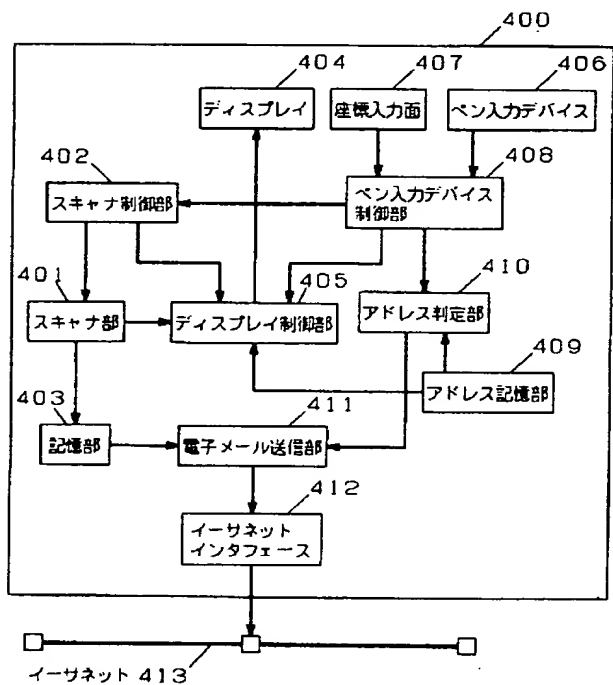 400
404
407
406
ディスプレイ
座標入力面
ペン入力デバイス
402
408
スキャナ制御部
ペン入力デバイス
制御部
401
405
410
スキャナ部
ディスプレイ制御部
アドレス判定部
409
アドレス記憶部
403
411
記憶部
電子メール送信部
412
イーサネット
インタフェース
イーサネット 413